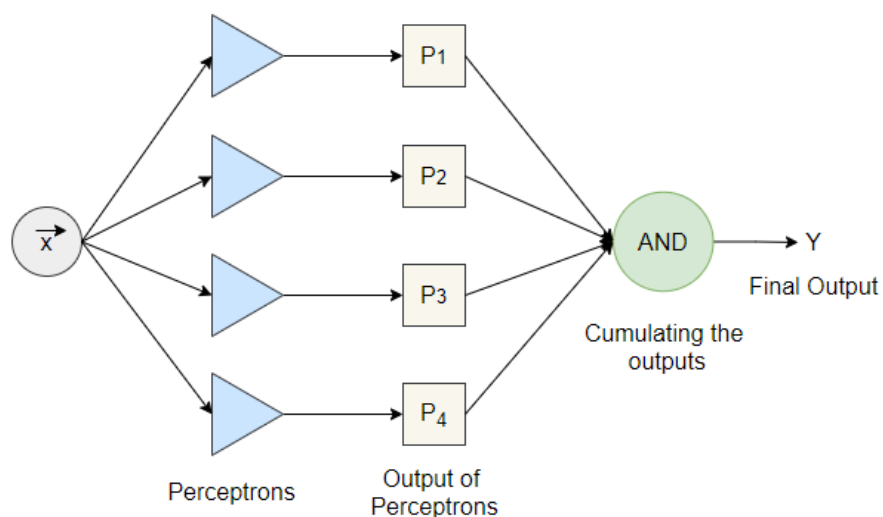 P1
P2
x
AND
Y
Final Output
P3
Cumulating the
outputs
P4
Perceptrons
Output of
Perceptrons